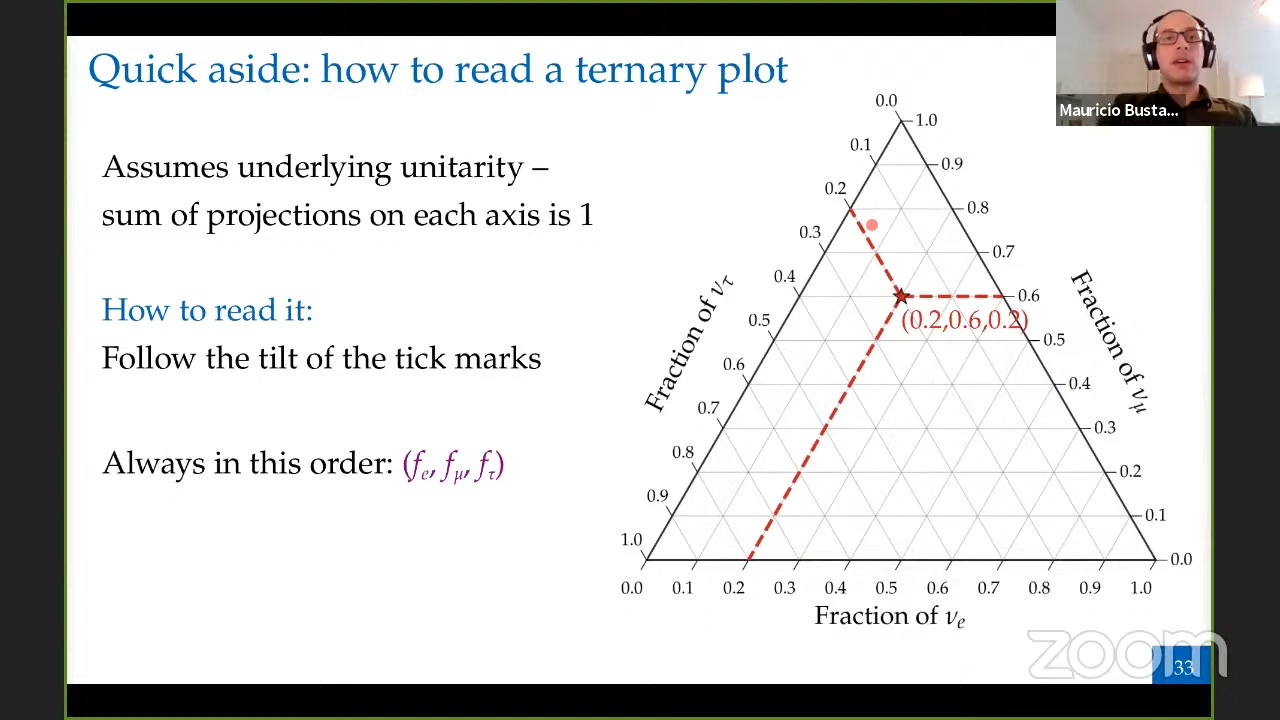 Quick aside: how to read a ternary plot
Mauricio Busta...
Assumes underlying unitarity –
sum of projections on each axis is 1
How to read it:
Follow the tilt of the tick marks
Always in this order: (fe, fμ, fτ)
0.0
0.1
0.2
0.3
0.4
0.5
0.6
0.7
0.8
0.9
1.0
Fraction of ντ
1.0
0.9
0.8
0.7
0.6
0.5
0.4
0.3
0.2
0.1
0.0
Fraction of νμ
(0.2,0.6,0.2)
0.0 0.1 0.2 0.3 0.4 0.5 0.6 0.7 0.8 0.9 1.0
Fraction of νe
zoom
33